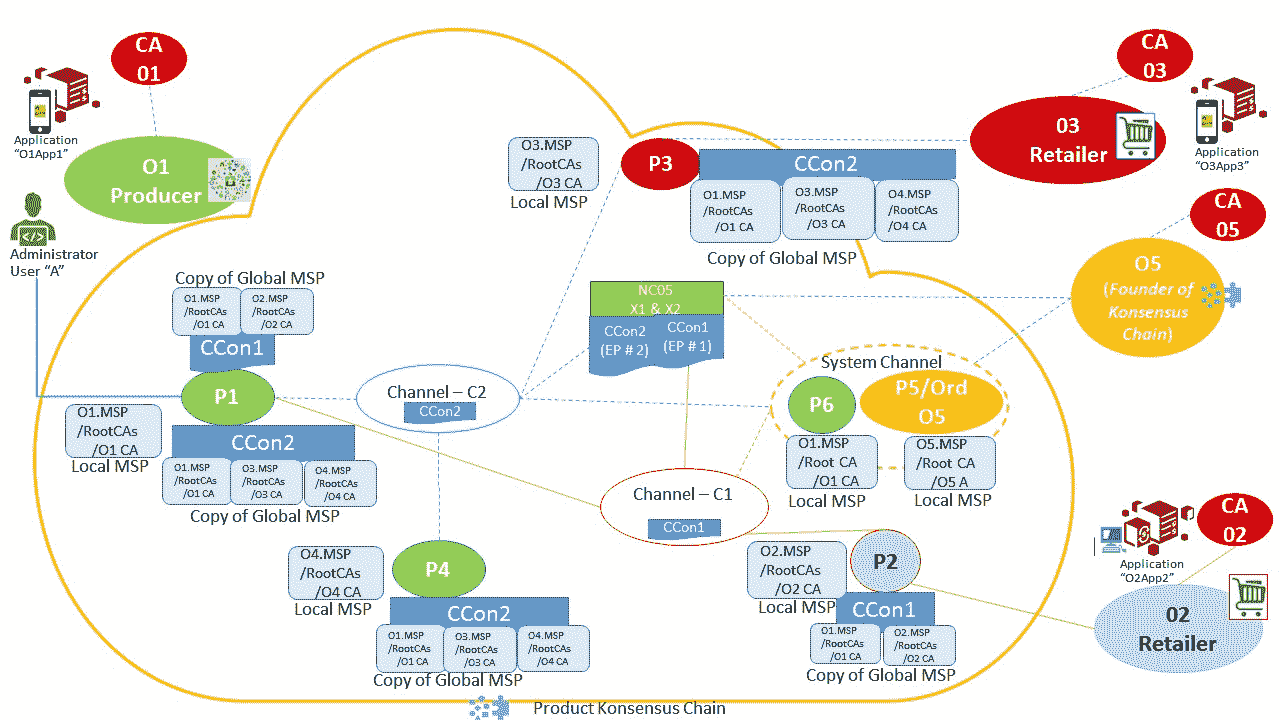 CA
01
Application
“O1App1”
O1
Producer
Administrator
User “A”
CA
03
03
Retailer
Application
“O3App3”
CA
05
O5
(Founder of
Konsensus
Chain)
O3.MSP
/RootCAs
/O3 CA
Local MSP
P3
CCon2
O1.MSP
/RootCAs
/O1 CA
O3.MSP
/RootCAs
/O3 CA
O4.MSP
/RootCAs
/O4 CA
Copy of Global MSP
Copy of Global MSP
O1.MSP
/RootCAs
/O1 CA
O2.MSP
/RootCAs
/O2 CA
CCon1
P1
O1.MSP
/RootCAs
/O1 CA
Local MSP
CCon2
O1.MSP
/RootCAs
/O1 CA
O3.MSP
/RootCAs
/O3 CA
O4.MSP
/RootCAs
/O4 CA
Copy of Global MSP
Channel – C2
CCon2
NC05
X1 & X2
CCon2
(EP # 2)
CCon1
(EP # 1)
System Channel
P6
P5/Ord
O5
O1.MSP
/Root CA
/O1 CA
Local MSP
O5.MSP
/Root CA
/O5 A
Local MSP
Channel – C1
CCon1
O4.MSP
/RootCAs
/O4 CA
Local MSP
P4
CCon2
O1.MSP
/RootCAs
/O1 CA
O3.MSP
/RootCAs
/O3 CA
O4.MSP
/RootCAs
/O4 CA
Copy of Global MSP
O2.MSP
/RootCAs
/O2 CA
Local MSP
P2
CCon1
O1.MSP
/RootCAs
/O1 CA
O2.MSP
/RootCAs
/O2 CA
Copy of Global MSP
CA
02
Application
“O2App2”
02
Retailer
Product Konsensus Chain